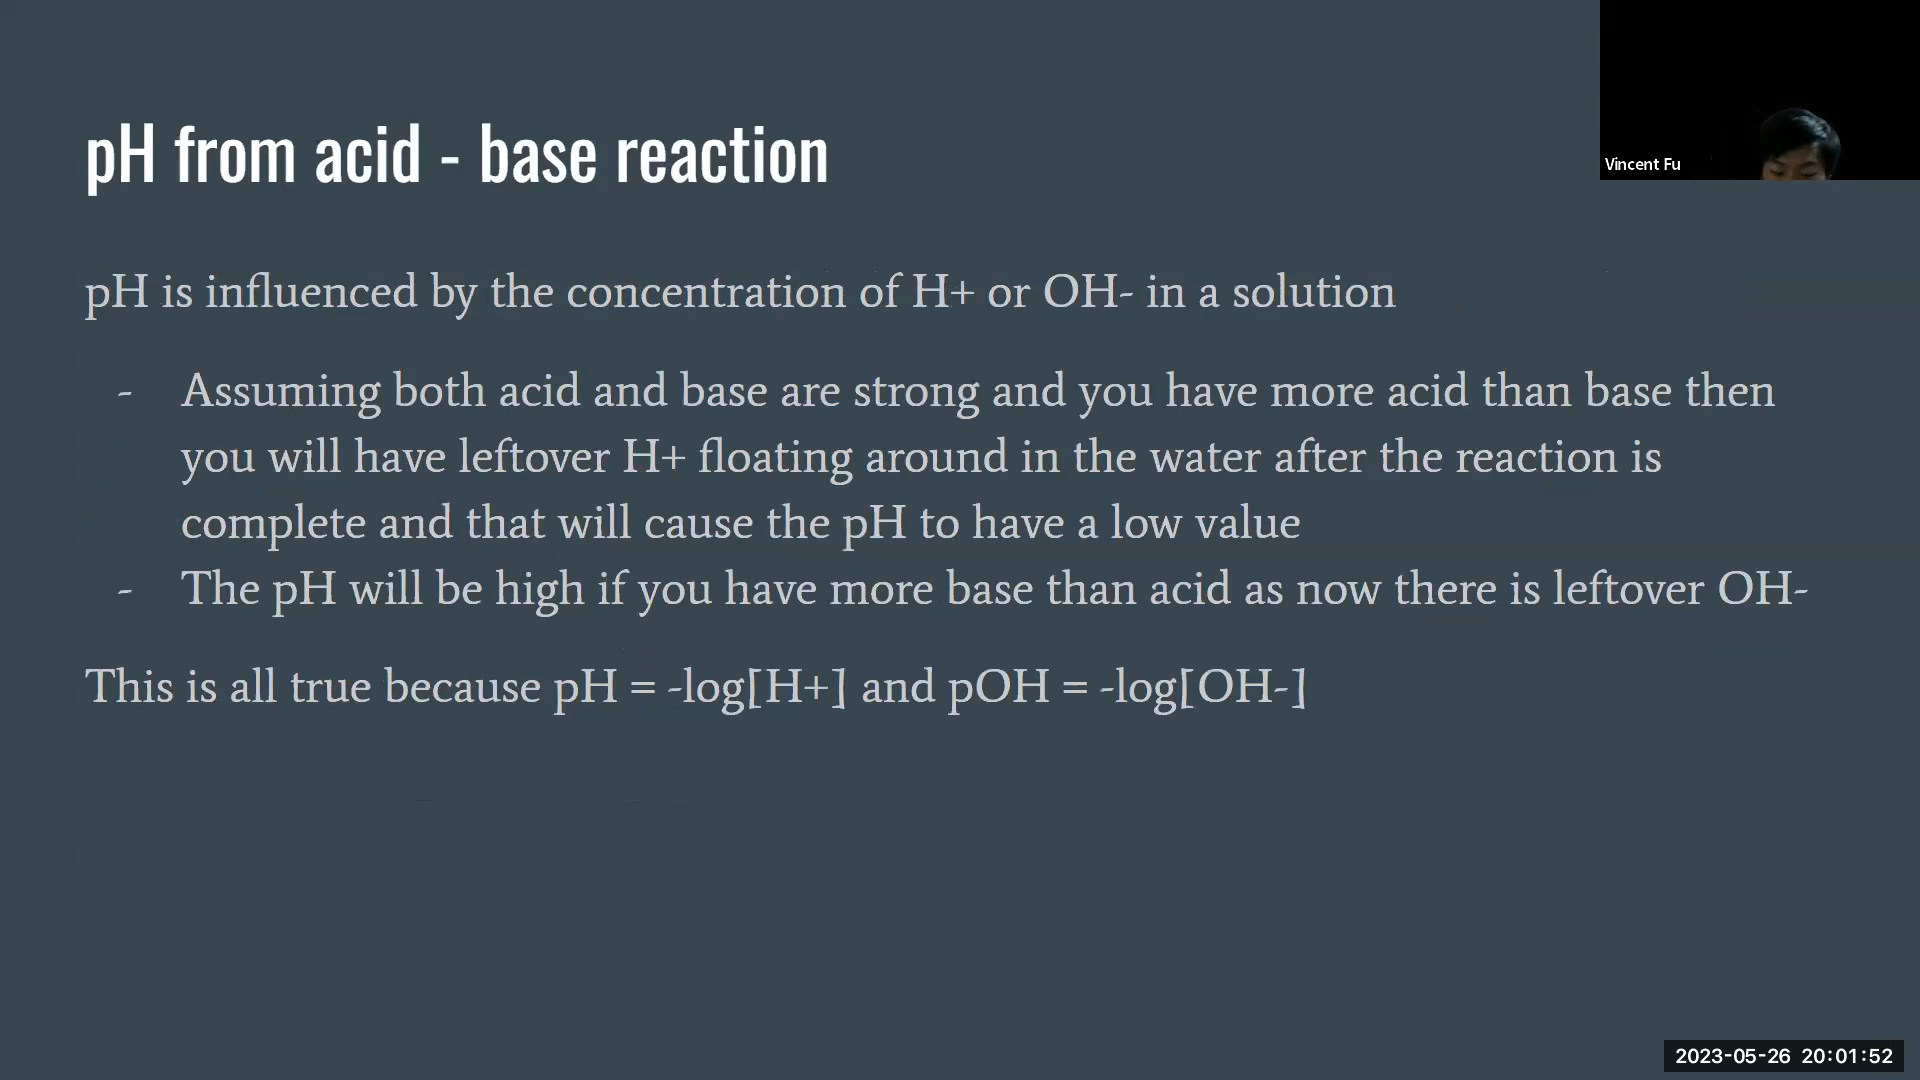 Vincent Fu
pH from acid - base reaction
pH is influenced by the concentration of H+ or OH- in a solution
- Assuming both acid and base are strong and you have more acid than base then
you will have leftover H+ floating around in the water after the reaction is
complete and that will cause the pH to have a low value
- The pH will be high if you have more base than acid as now there is leftover OH-
This is all true because pH = -log[H+] and pOH = -log[OH-]
2023-05-26 20:01:52